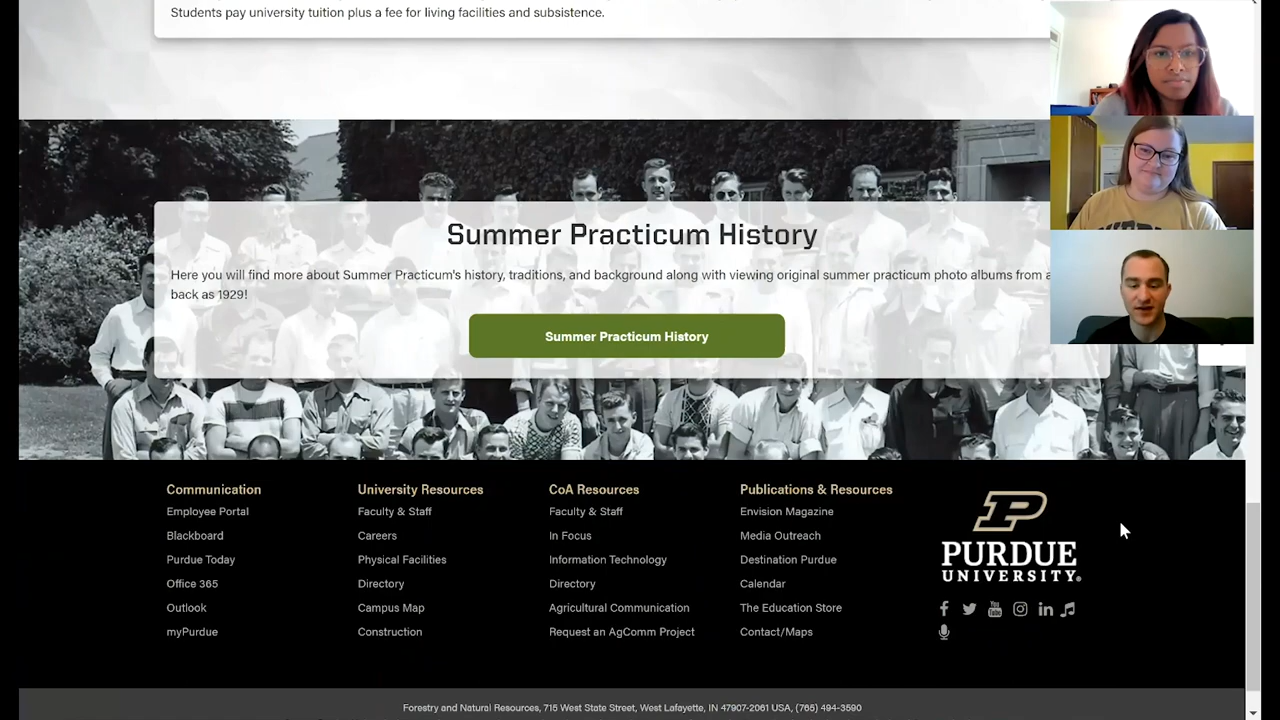 Students pay university tuition plus a fee for living facilities and subsistence.
Summer Practicum History
Here you will find more about Summer Practicum's history, traditions, and background along with viewing original summer practicum photo albums from
back as 1929!
Summer Practicum History
Communication
Employee Portal
Blackboard
Purdue Today
Office 365
Outlook
myPurdue
University Resources
Faculty & Staff
Careers
Physical Facilities
Directory
Campus Map
Construction
CoA Resources
Faculty & Staff
In Focus
Information Technology
Directory
Agricultural Communication
Request an AgComm Project
Publications & Resources
Envision Magazine
Media Outreach
Destination Purdue
Calendar
The Education Store
Contact/Maps
P
PURDUE
UNIVERSITY®
Forestry and Natural Resources, 715 West State Street, West Lafayette, IN 47907-2061 USA, (765) 494-3590